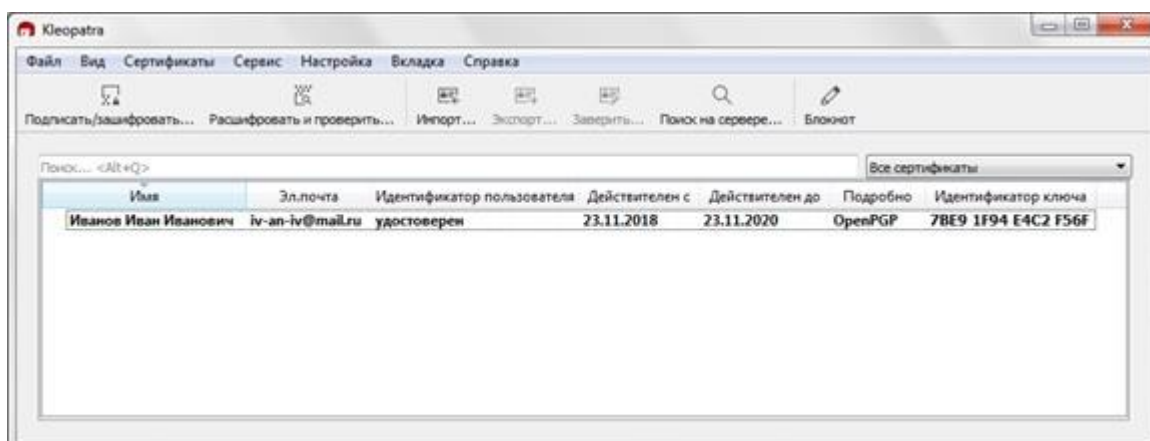 Kleopatra
Файл Вид Сертификаты Сервис Настройка Вкладка Справка
Подписать/зашифровать... Расшифровать и проверить... Импорт... Экспорт... Заверить... Поиск на сервере... Блокнот
Поиск... <Alt+Q> Все сертификаты
Имя Эл.почта Идентификатор пользователя Действителен с Действителен до Подробно Идентификатор ключа
Иванов Иван Иванович iv-an-iv@mail.ru удостоверен 23.11.2018 23.11.2020 OpenPGP 7BE9 1F94 E4C2 F56F